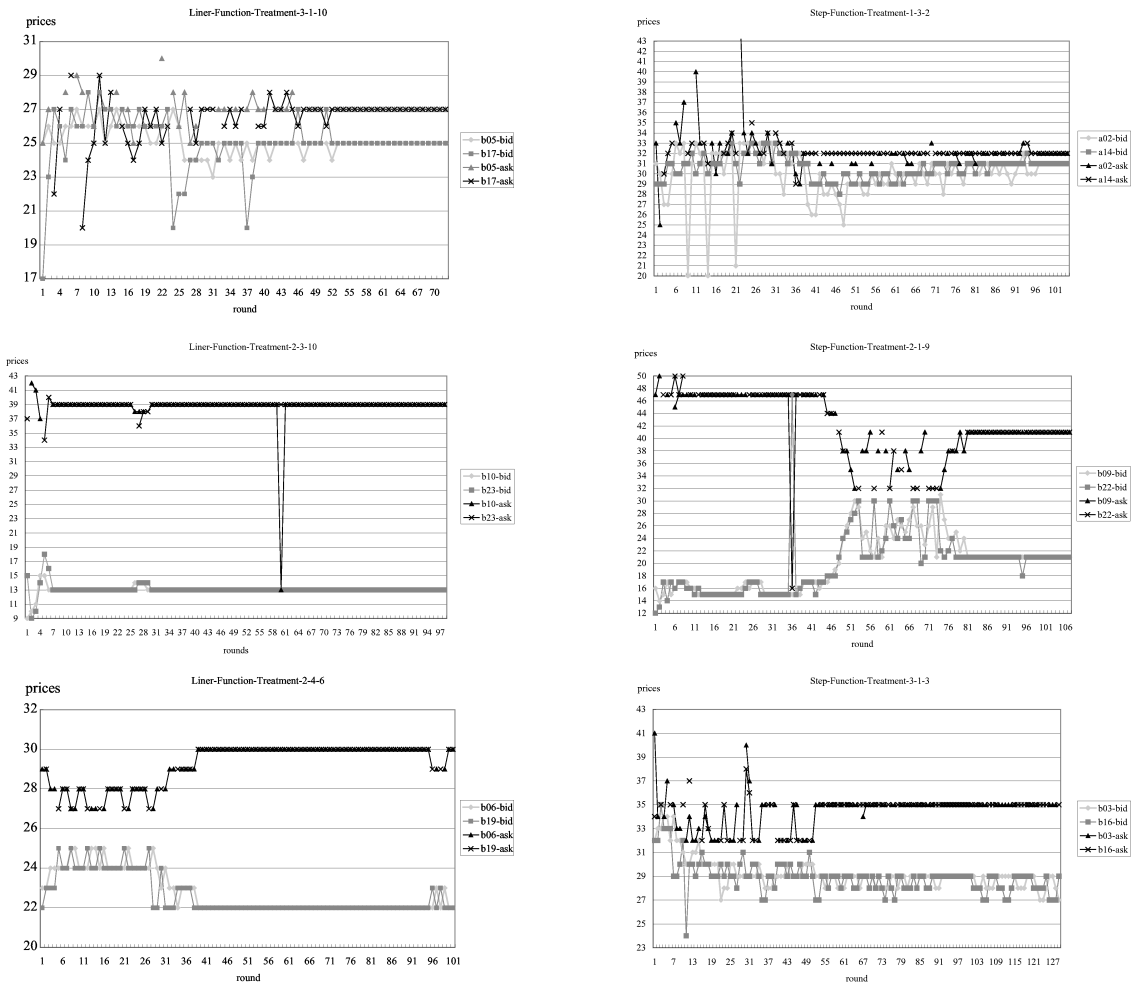 Liner-Function-Treatment-3-1-10
prices
31
29
27
25
23
21
19
17
1 4 7 10 13 16 19 22 25 28 31 34 37 40 43 46 49 52 55 58 61 64 67 70
round
b05-bid
b17-bid
b05-ask
b17-ask
Step-Function-Treatment-1-3-2
prices
43
42
41
40
39
38
37
36
35
34
33
32
31
30
29
28
27
26
25
24
23
22
21
20
1 6 11 16 21 26 31 36 41 46 51 56 61 66 71 76 81 86 91 96 101
round
a02-bid
a14-bid
a02-ask
a14-ask
Liner-Function-Treatment-2-3-10
prices
43
41
39
37
35
33
31
29
27
25
23
21
19
17
15
13
11
9
1 4 7 10 13 16 19 22 25 28 31 34 37 40 43 46 49 52 55 58 61 64 67 70 73 76 79 82 85 88 91 94 97
rounds
b10-bid
b23-bid
b10-ask
b23-ask
Step-Function-Treatment-2-1-9
prices
50
48
46
44
42
40
38
36
34
32
30
28
26
24
22
20
18
16
14
12
1 6 11 16 21 26 31 36 41 46 51 56 61 66 71 76 81 86 91 96 101 106
round
b09-bid
b22-bid
b09-ask
b22-ask
Liner-Function-Treatment-2-4-6
prices
32
30
28
26
24
22
20
1 6 11 16 21 26 31 36 41 46 51 56 61 66 71 76 81 86 91 96 101
round
b06-bid
b19-bid
b06-ask
b19-ask
Step-Function-Treatment-3-1-3
prices
43
41
39
37
35
33
31
29
27
25
23
1 7 13 19 25 31 37 43 49 55 61 67 73 79 85 91 97 103 109 115 121 127
round
b03-bid
b16-bid
b03-ask
b16-ask